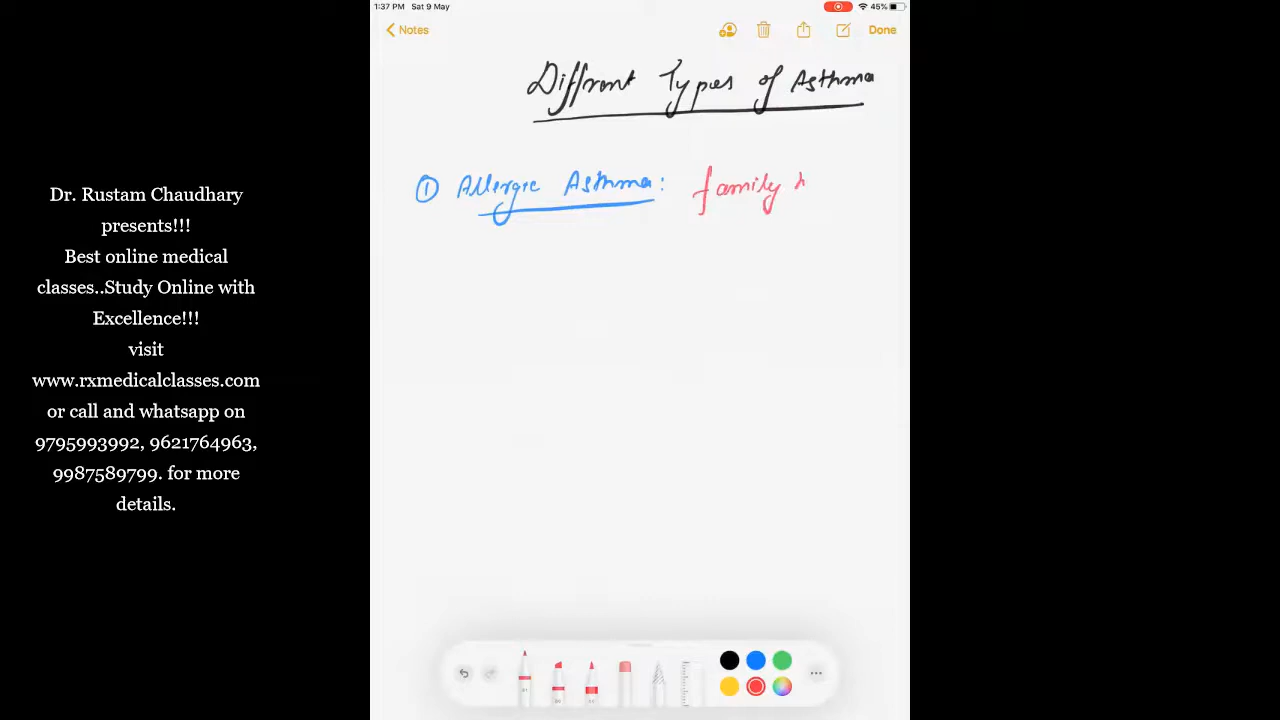 1:37 PM Sat 9 May
45%
Notes
Done
Diffrent Types of Asthma
① Allergic Asthma: family h
Dr. Rustam Chaudhary
presents!!!
Best online medical
classes..Study Online with
Excellence!!!
visit
www.rxmedicalclasses.com
or call and whatsapp on
9795993992, 9621764963,
9987589799. for more
details.